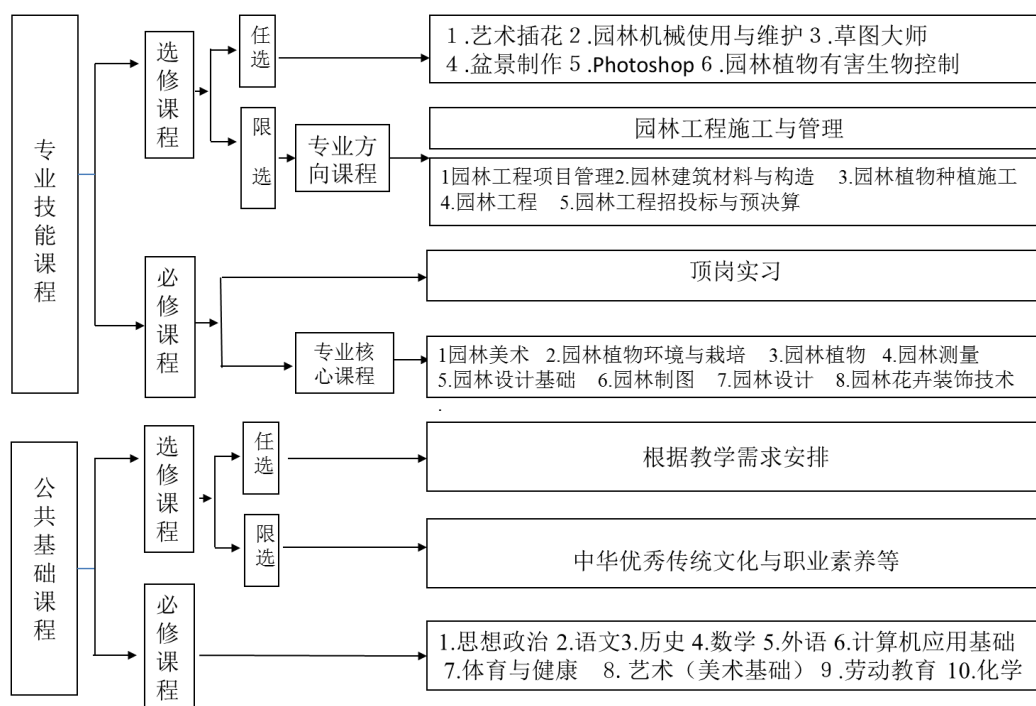 专业技能课程
选修课程
任选
1.艺术插花 2.园林机械使用与维护 3.草图大师
4.盆景制作 5.Photoshop 6.园林植物有害生物控制
限选
专业方
向课程
园林工程施工与管理
1园林工程项目管理2.园林建筑材料与构造 3.园林植物种植施工
4.园林工程 5.园林工程招投标与预决算
必修课程
顶岗实习
专业核
心课程
1园林美术 2.园林植物环境与栽培 3.园林植物 4.园林测量
5.园林设计基础 6.园林制图 7.园林设计 8.园林花卉装饰技术
.
公共基础课程
选修课程
任选
根据教学需求安排
限选
中华优秀传统文化与职业素养等
必修课程
1.思想政治 2.语文3.历史 4.数学 5.外语 6.计算机应用基础
7.体育与健康 8. 艺术（美术基础）9.劳动教育 10.化学